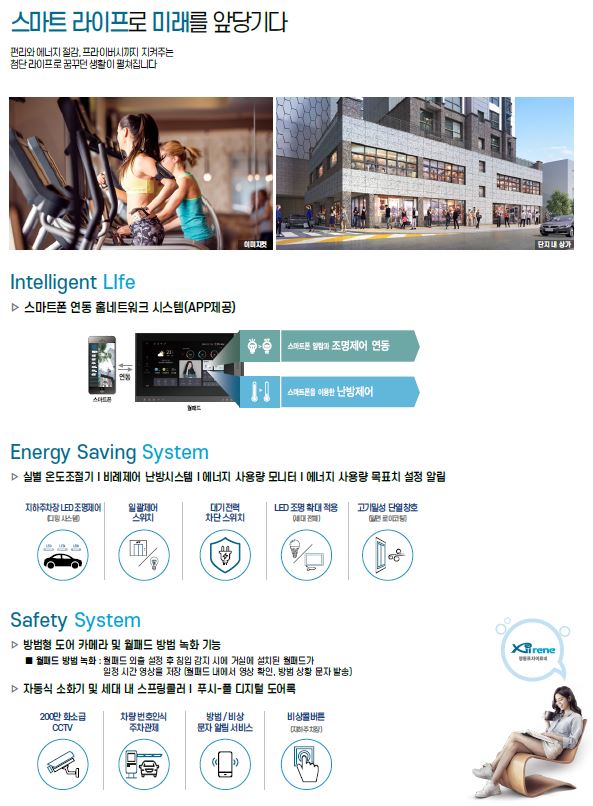 스마트 라이프로 미래를 앞당기다
편리와 에너지 절감, 프라이버시까지 지켜주는
첨단 라이프로 꿈꾸던 생활이 펼쳐집니다
이미지컷
단지 내 상가
Intelligent LIfe
▷ 스마트폰 연동 홈네트워크 시스템(APP제공)
스마트폰
연동
월패드
스마트폰 알람과 조명제어 연동
스마트폰을 이용한 난방제어
Energy Saving System
▷ 실별 온도조절기 I 비례제어 난방시스템 I 에너지 사용량 모니터 I 에너지 사용량 목표치 설정 알림
지하주차장 LED 조명제어
(디밍 시스템)
일괄제어
스위치
대기전력
차단 스위치
LED 조명 확대 적용
(세대 전체)
고기밀성 단열창호
(일면 로이코팅)
Safety System
▷ 방범형 도어 카메라 및 월패드 방범 녹화 기능
■ 월패드 방범 녹화 : 월패드 외출 설정 후 침입 감지 시에 거실에 설치된 월패드가
일정 시간 영상을 저장 (월패드 내에서 영상 확인, 방범 상황 문자 발송)
▷ 자동식 소화기 및 세대 내 스프링쿨러 I 푸시-풀 디지털 도어록
200만 화소급
CCTV
차량 번호인식
주차관제
방범 / 비상
문자 알림 서비스
비상콜버튼
(지하주차장)
Xirene